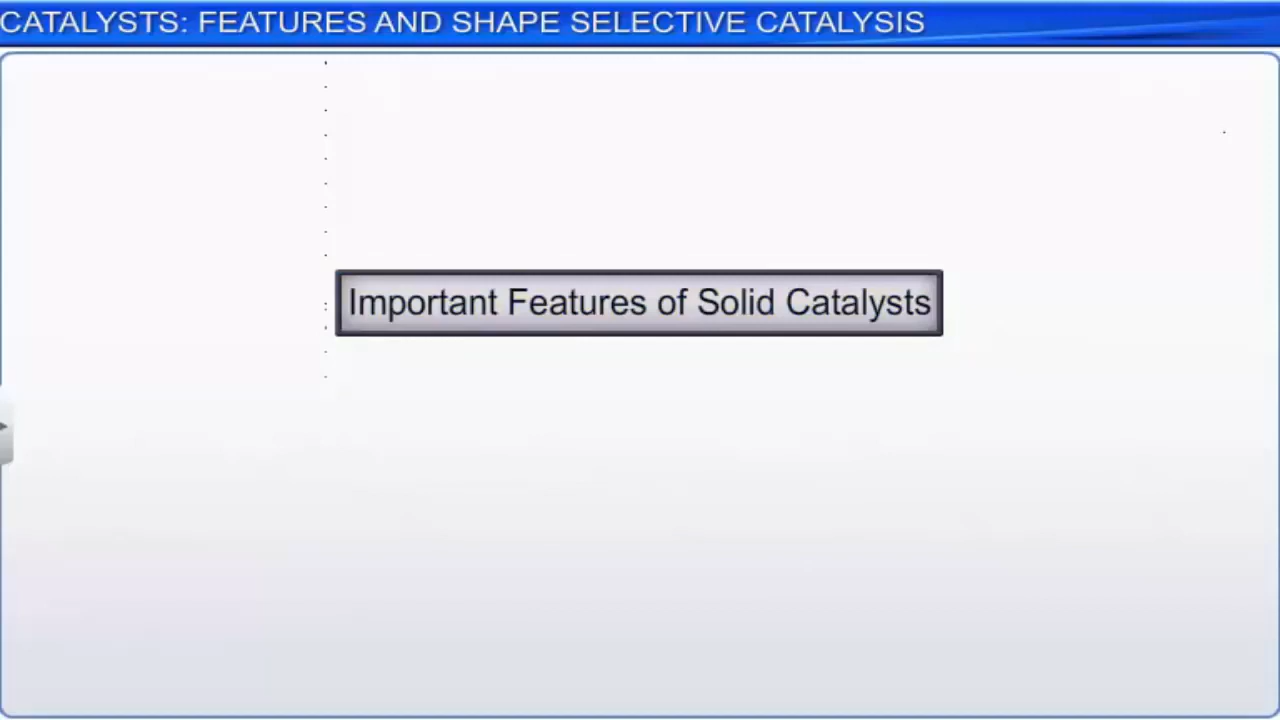 CATALYSTS: FEATURES AND SHAPE SELECTIVE CATALYSIS
Important Features of Solid Catalysts